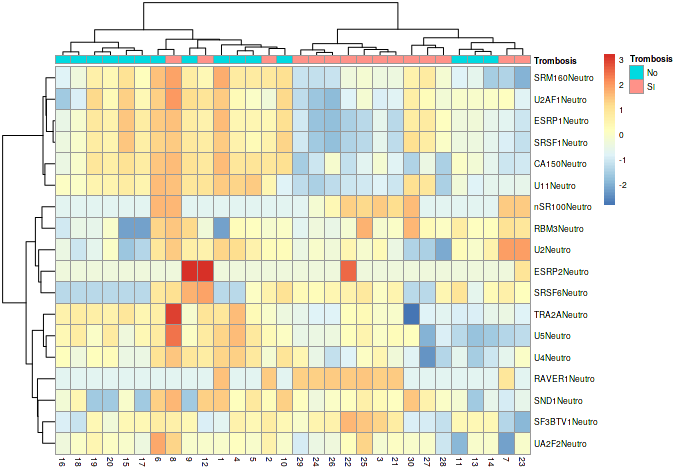 Trombosis
3
2
1
0
-1
-2
Trombosis
No
Si
SRM160Neutro
U2AF1Neutro
ESRP1Neutro
SRSF1Neutro
CA150Neutro
U11Neutro
nSR100Neutro
RBM3Neutro
U2Neutro
ESRP2Neutro
SRSF6Neutro
TRA2ANeutro
U5Neutro
U4Neutro
RAVER1Neutro
SND1Neutro
SF3BTV1Neutro
UA2F2Neutro
16 18 19 20 15 17 6 8 9 12 1 4 5 2 10 29 24 26 22 25 3 21 30 27 28 11 13 14 7 23